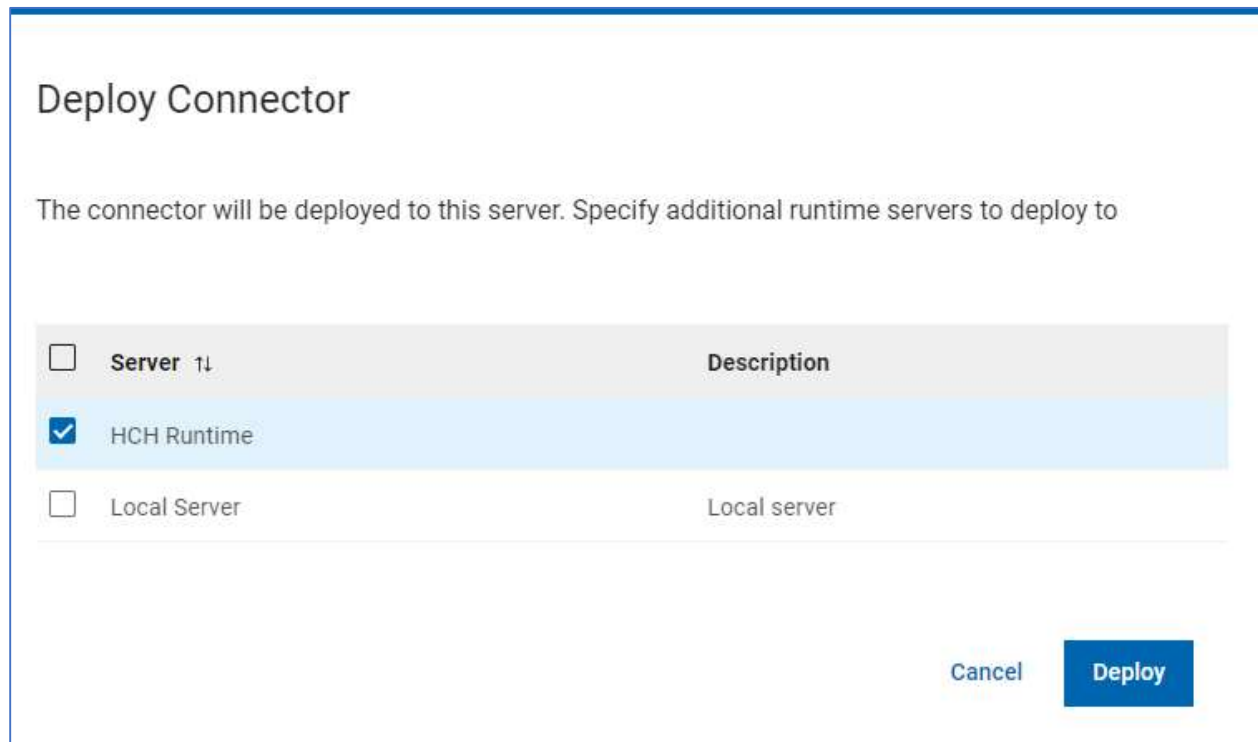 Deploy Connector
The connector will be deployed to this server. Specify additional runtime servers to deploy to
Server ↑↓ Description
HCH Runtime
Local Server Local server
Cancel Deploy